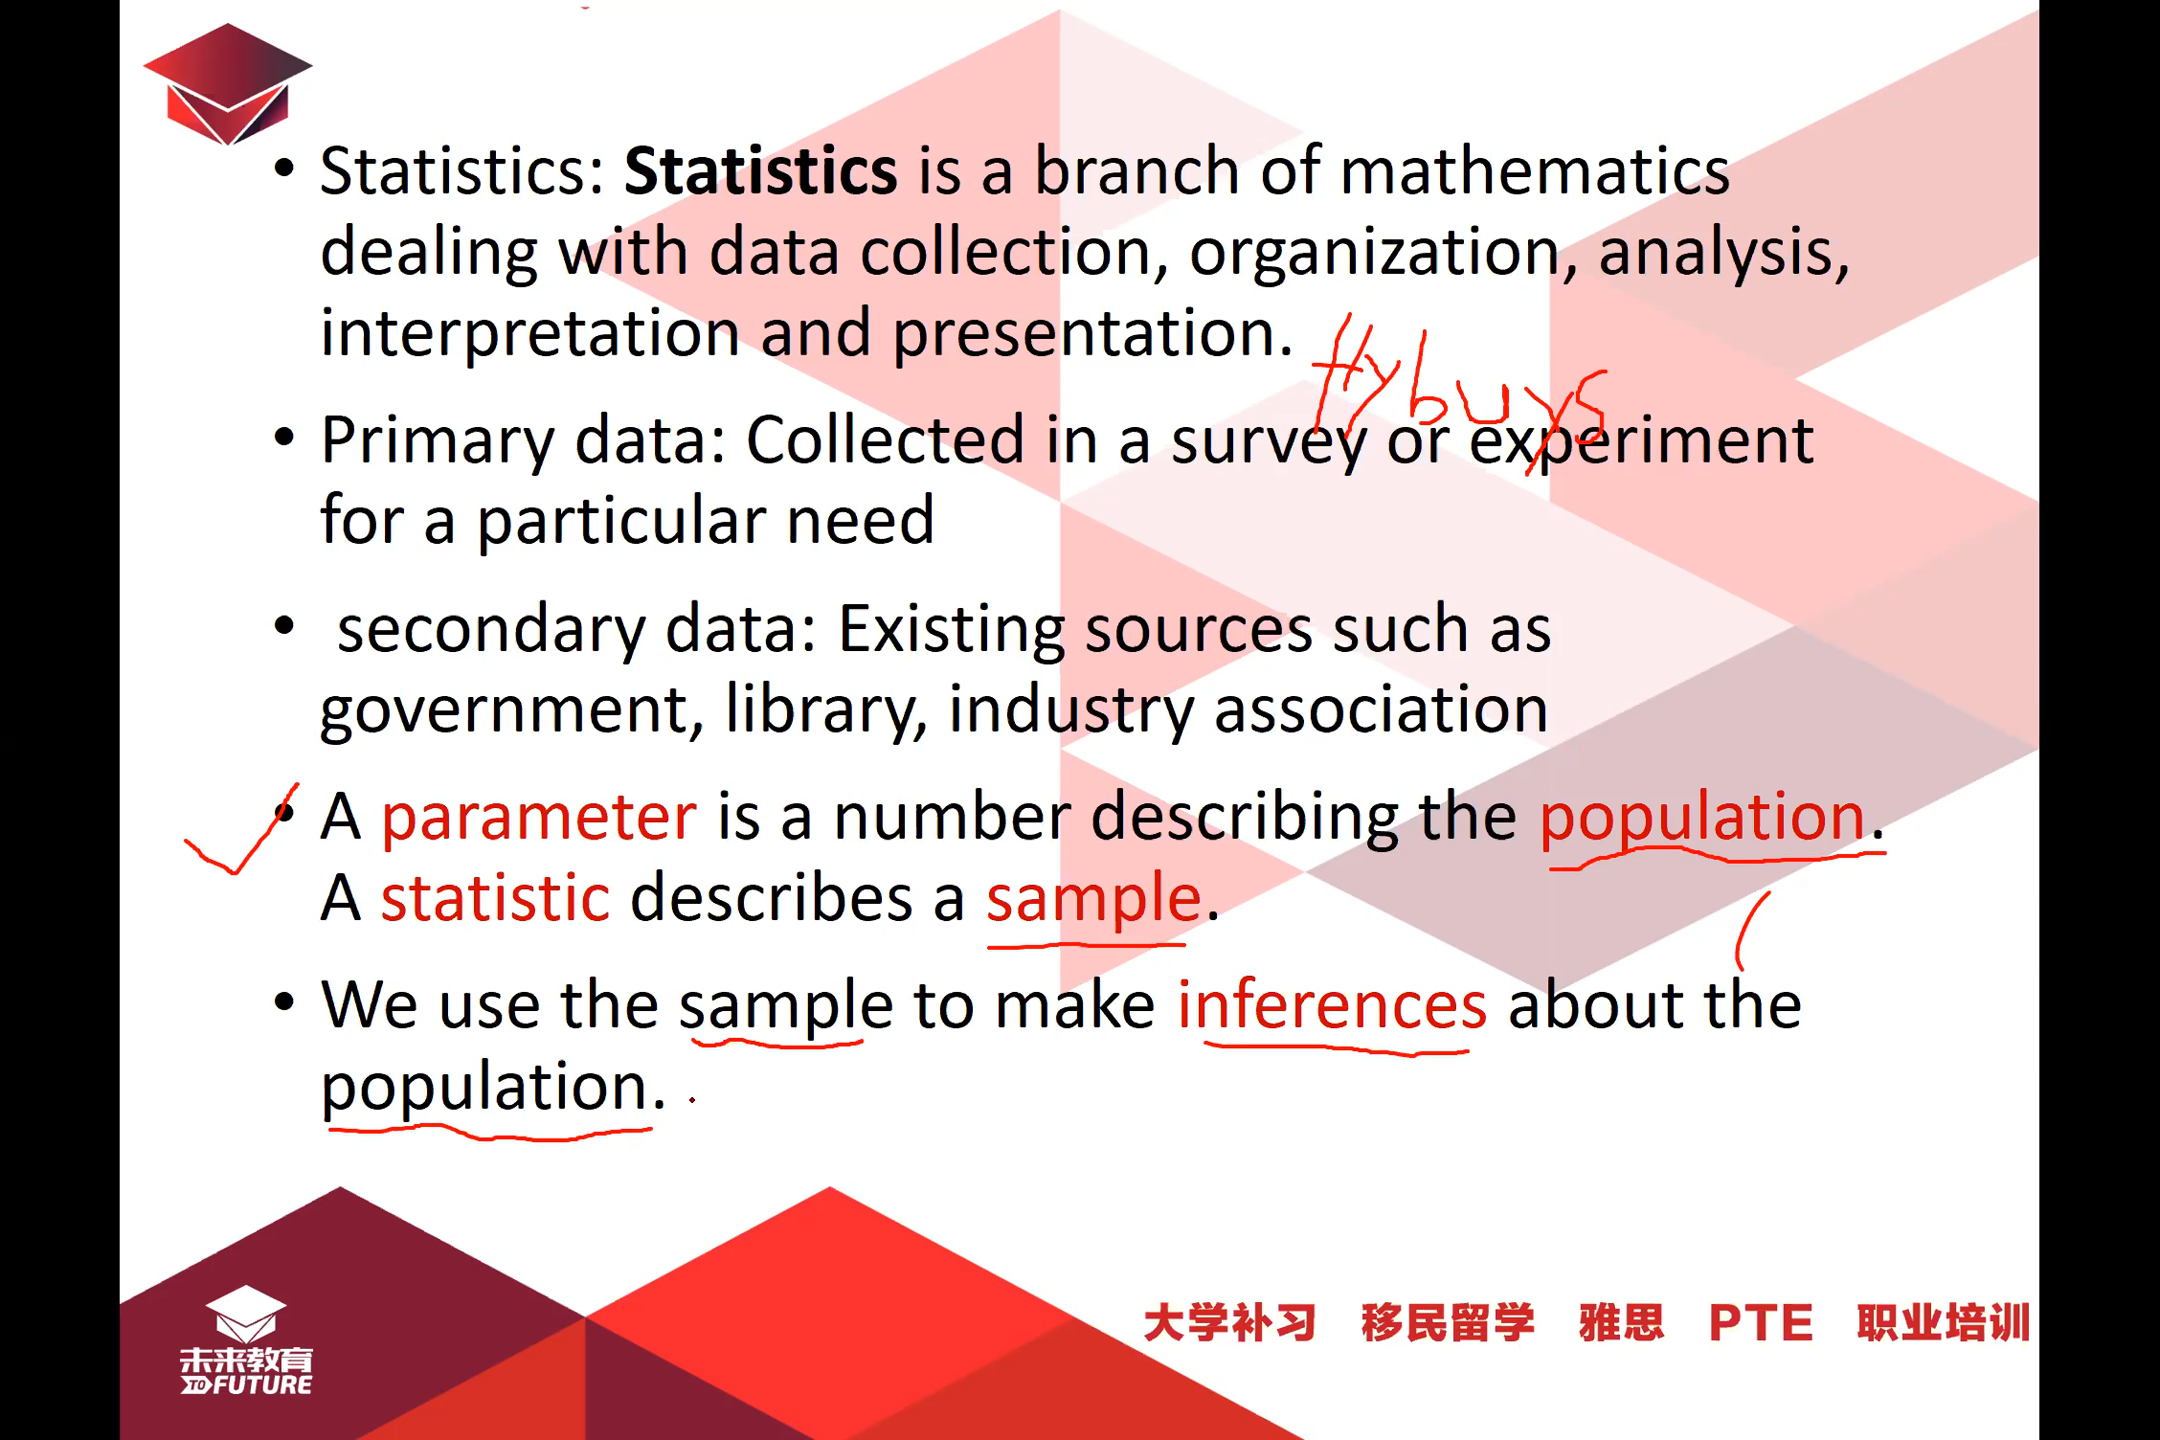 • Statistics: Statistics is a branch of mathematics
dealing with data collection, organization, analysis,
interpretation and presentation.
• Primary data: Collected in a survey or experiment
for a particular need
• secondary data: Existing sources such as
government, library, industry association
• A parameter is a number describing the population.
A statistic describes a sample.
• We use the sample to make inferences about the
population.
未来教育
TO FUTURE
大学补习 移民留学 雅思 PTE 职业培训